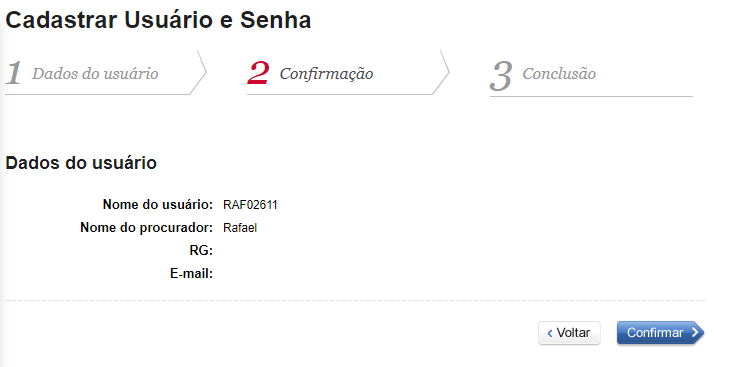 Cadastrar Usuário e Senha
1 Dados do usuário
2 Confirmação
3 Conclusão
Dados do usuário
Nome do usuário: RAF02611
Nome do procurador: Rafael
RG:
E-mail:
‹ Voltar
Confirmar